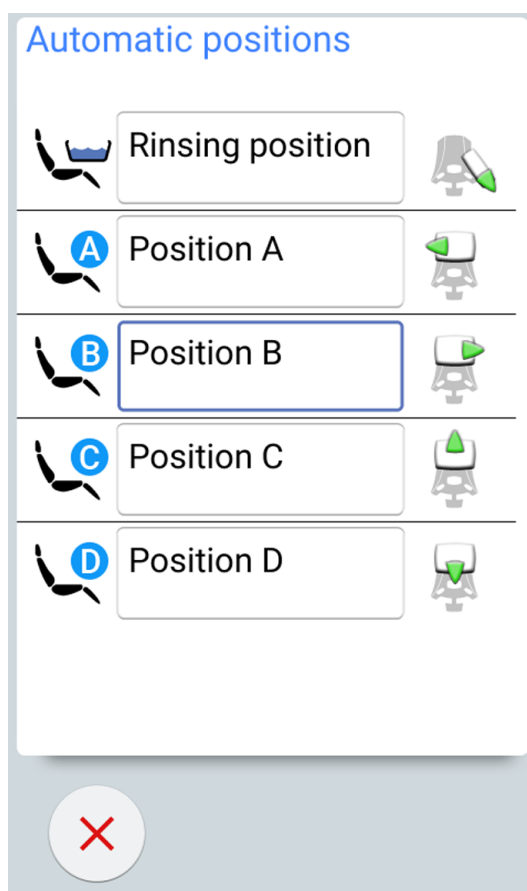 Automatic positions
Rinsing position
A Position A
B Position B
C Position C
D Position D